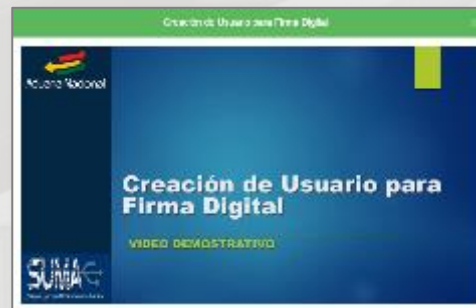 Creación de Usuario para Firma Digital
Aduana Nacional
Creación de Usuario para
Firma Digital
VIDEO DEMOSTRATIVO
SUMA